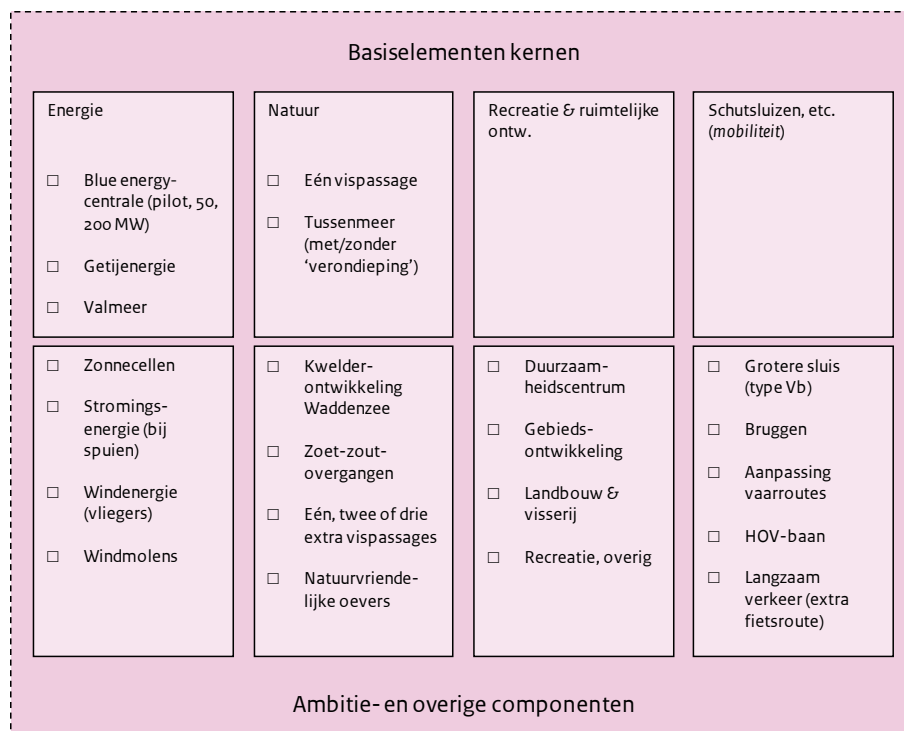 Basiselementen kernen
Energie
☐ Blue energy-
centrale (pilot, 50,
200 MW)
☐ Getijenergie
☐ Valmeer
Natuur
☐ Eén vispassage
☐ Tussenmeer
(met/zonder
‘verondieping’)
Recreatie & ruimtelijke
ontw.
Schutsluizen, etc.
(mobiliteit)
☐ Zonnecellen
☐ Stromings-
energie (bij
spuien)
☐ Windenergie
(vliegers)
☐ Windmolens
☐ Kwelder-
ontwikkeling
Waddenzee
☐ Zoet-zout-
overgangen
☐ Eén, twee of drie
extra vispassages
☐ Natuurvriende-
lijke oevers
☐ Duurzaam-
heidscentrum
☐ Gebieds-
ontwikkeling
☐ Landbouw &
visserij
☐ Recreatie, overig
☐ Grotere sluis
(type Vb)
☐ Bruggen
☐ Aanpassing
vaarroutes
☐ HOV-baan
☐ Langzaam
verkeer (extra
fietsroute)
Ambitie- en overige componenten